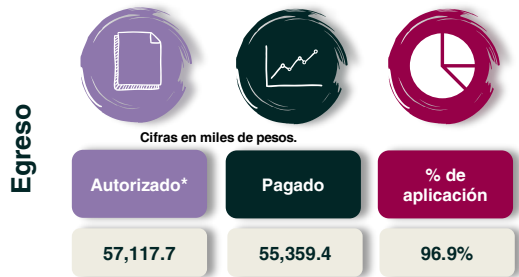 Egreso
Cifras en miles de pesos.
Autorizado*
Pagado
% de
aplicación
57,117.7
55,359.4
96.9%